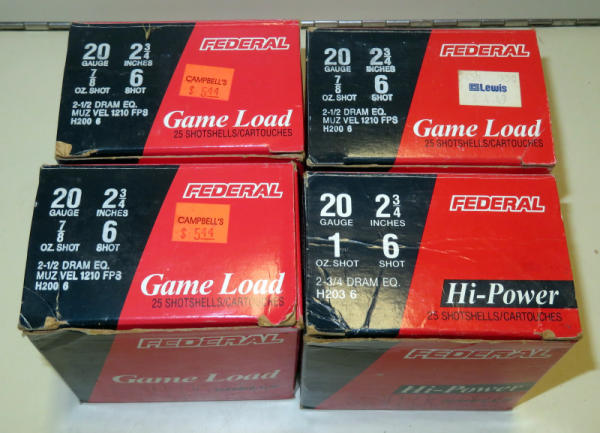 20 2 3/4 FEDERAL
GAUGE INCHES
7/8 6 CAMPBELL'S
OZ. SHOT SHOT $ 5.44
2-1/2 DRAM EQ.
MUZ VEL 1210 FPS
H200 6
Game Load
25 SHOTSHELLS/CARTOUCHES
20 2 3/4 FEDERAL
GAUGE INCHES
7/8 6 Lewis
OZ. SHOT SHOT
2-1/2 DRAM EQ.
MUZ VEL 1210 FPS
H200 6
Game Load
25 SHOTSHELLS/CARTOUCHES
20 2 3/4 FEDERAL
GAUGE INCHES
7/8 6 CAMPBELL'S
OZ. SHOT SHOT $ 5.44
2-1/2 DRAM EQ.
MUZ VEL 1210 FPS
H200 6
Game Load
25 SHOTSHELLS/CARTOUCHES
FEDERAL
Game Load
20 2 3/4 FEDERAL
GAUGE INCHES
1 6
OZ. SHOT SHOT
2-3/4 DRAM EQ.
H203 6
Hi-Power
25 SHOTSHELLS/CARTOUCHES
FEDERAL
Hi-Power